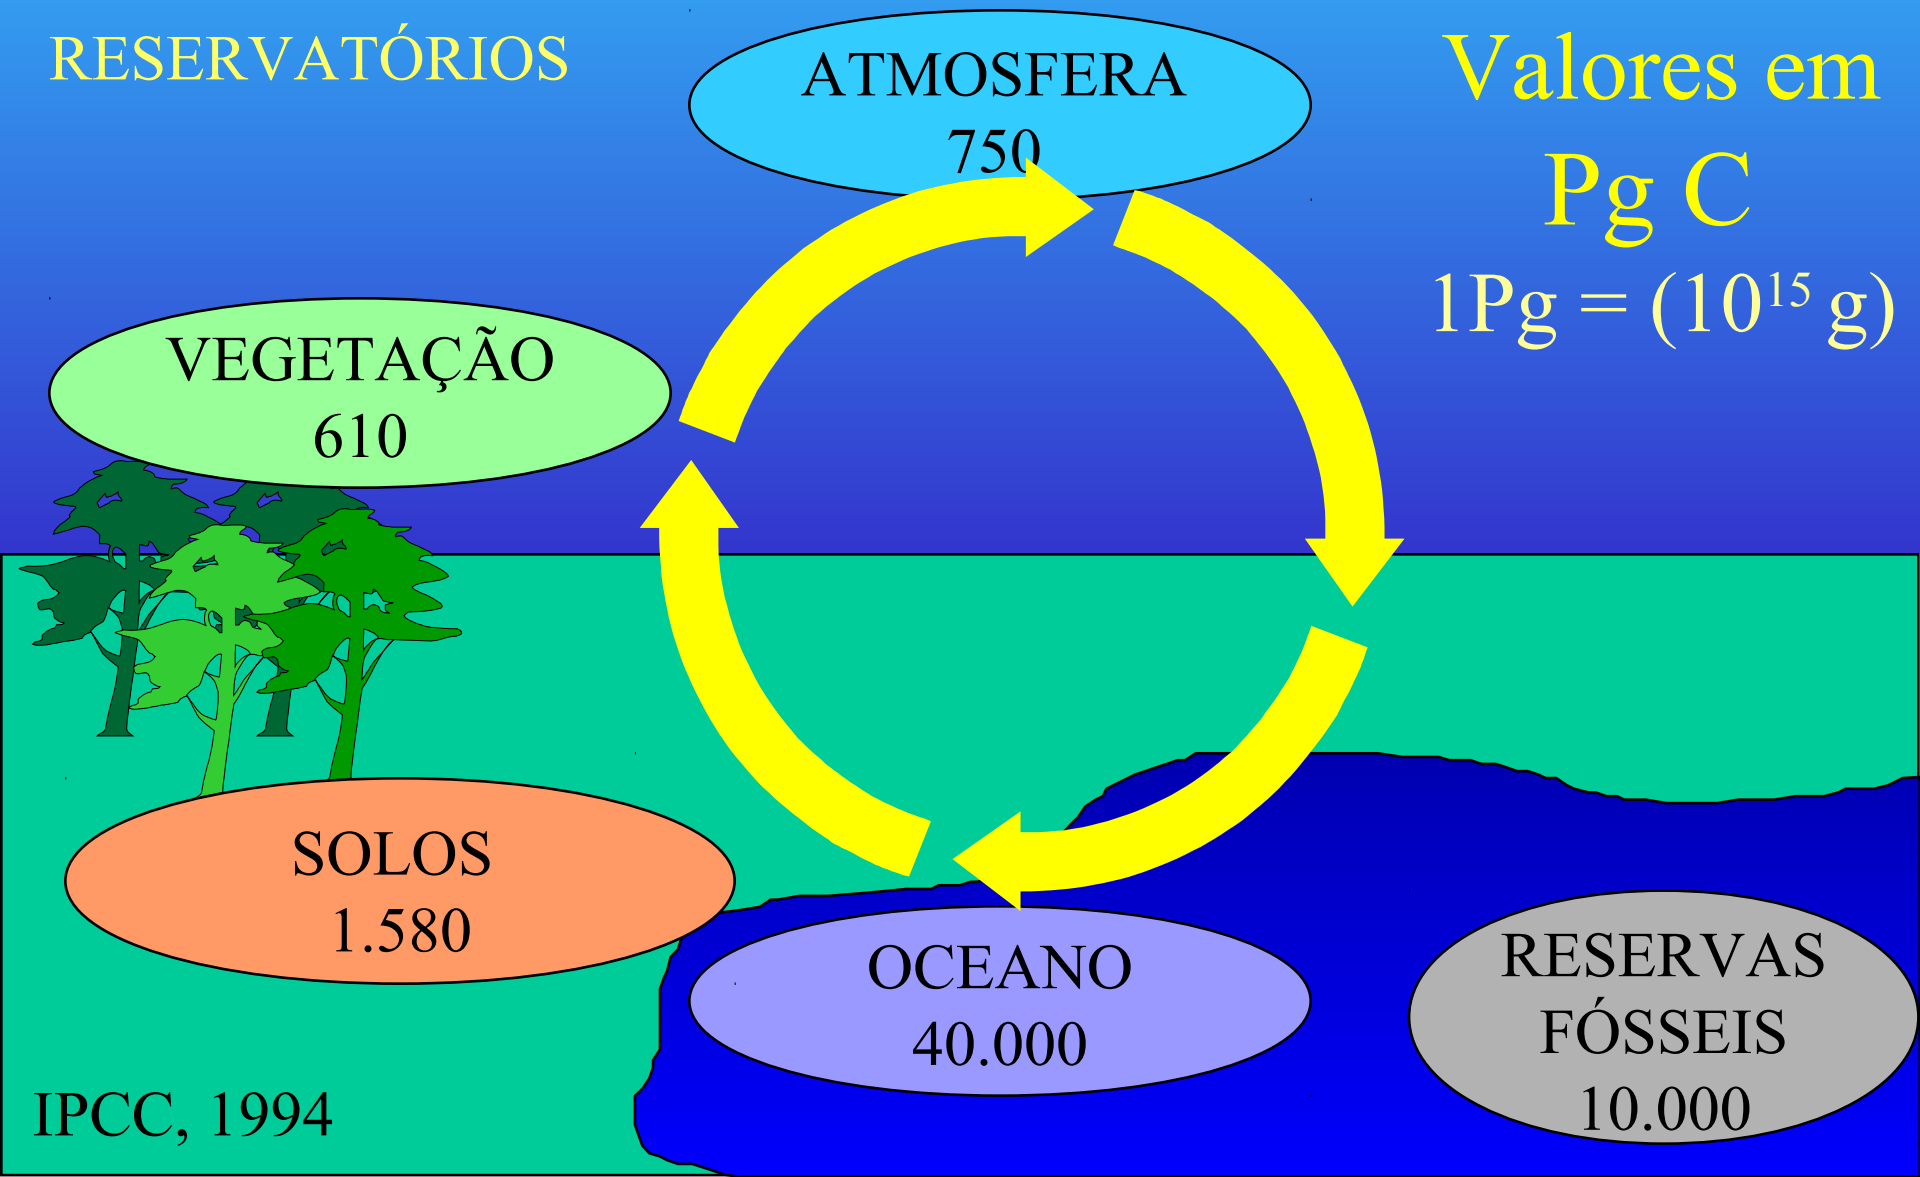 RESERVATÓRIOS
ATMOSFERA
750
Valores em
Pg C
1Pg = (10¹⁵ g)
VEGETAÇÃO
610
SOLOS
1.580
OCEANO
40.000
RESERVAS
FÓSSEIS
10.000
IPCC, 1994